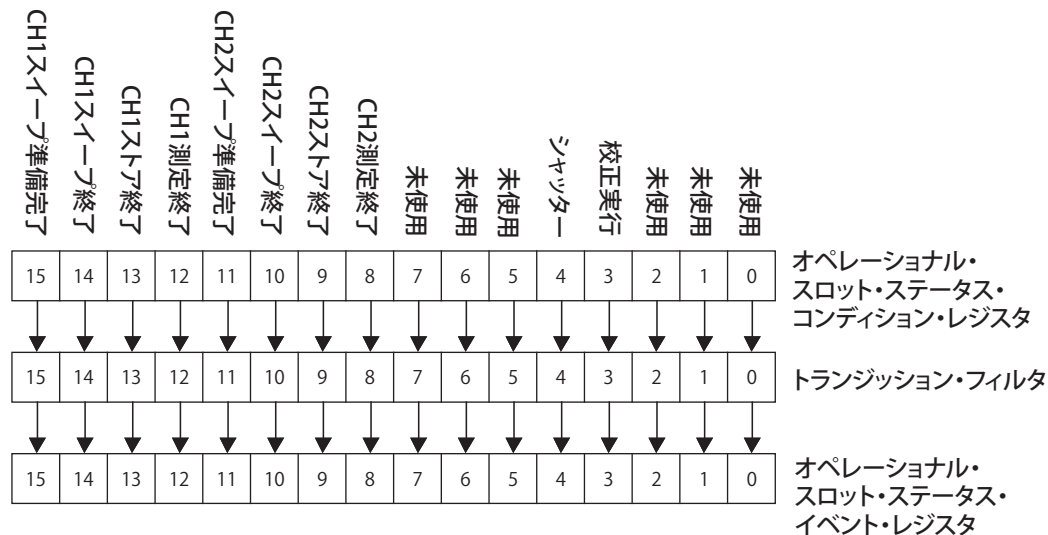 CH1スイープ準備完了
CH1スイープ終了
CH1ストア終了
CH1測定終了
CH2スイープ準備完了
CH2スイープ終了
CH2ストア終了
CH2測定終了
未使用
未使用
未使用
シャッター
校正実行
未使用
未使用
未使用
15 14 13 12 11 10 9 8 7 6 5 4 3 2 1 0
オペレーショナル・
スロット・ステータス・
コンディション・レジスタ
15 14 13 12 11 10 9 8 7 6 5 4 3 2 1 0
トランジッション・フィルタ
15 14 13 12 11 10 9 8 7 6 5 4 3 2 1 0
オペレーショナル・
スロット・ステータス・
イベント・レジスタ